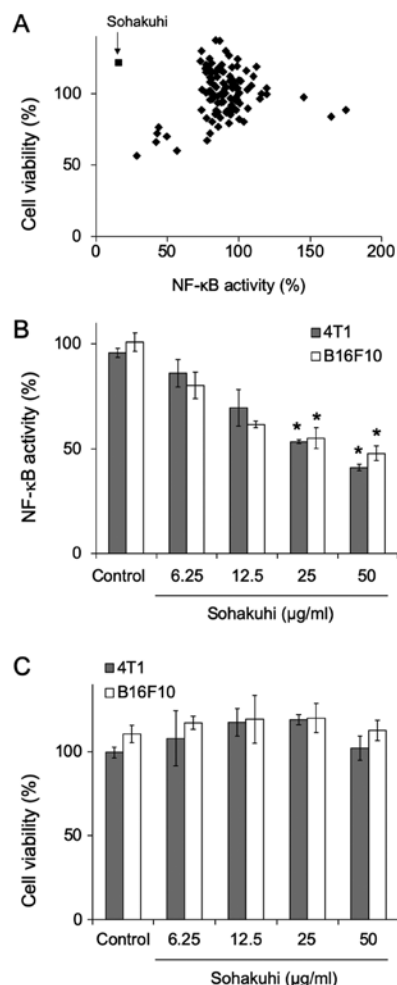 A
Sohakuhi
Cell viability (%)
150
100
50
0
0 50 100 150 200
NF-κB activity (%)
B
4T1
B16F10
NF-κB activity (%)
100
50
0
* * * *
Control 6.25 12.5 25 50
Sohakuhi (μg/ml)
C
4T1
B16F10
Cell viability (%)
100
50
0
Control 6.25 12.5 25 50
Sohakuhi (μg/ml)